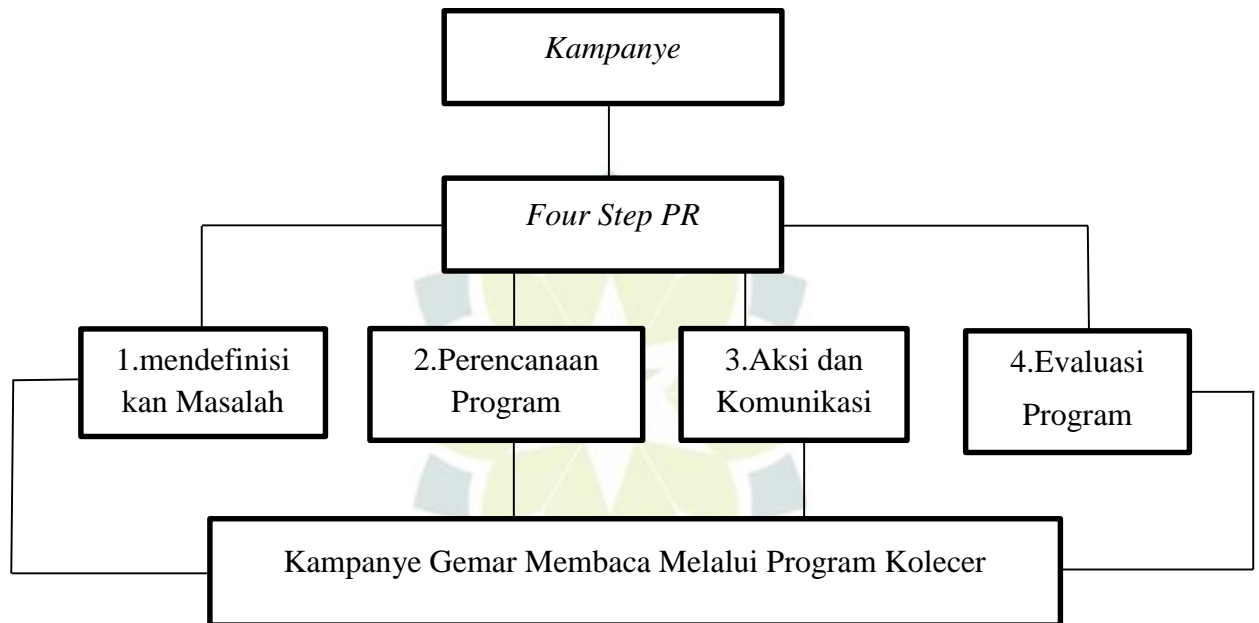 Kampanye
Four Step PR
1.mendefinisi
kan Masalah
2.Perencanaan
Program
3.Aksi dan
Komunikasi
4.Evaluasi
Program
Kampanye Gemar Membaca Melalui Program Kolecer